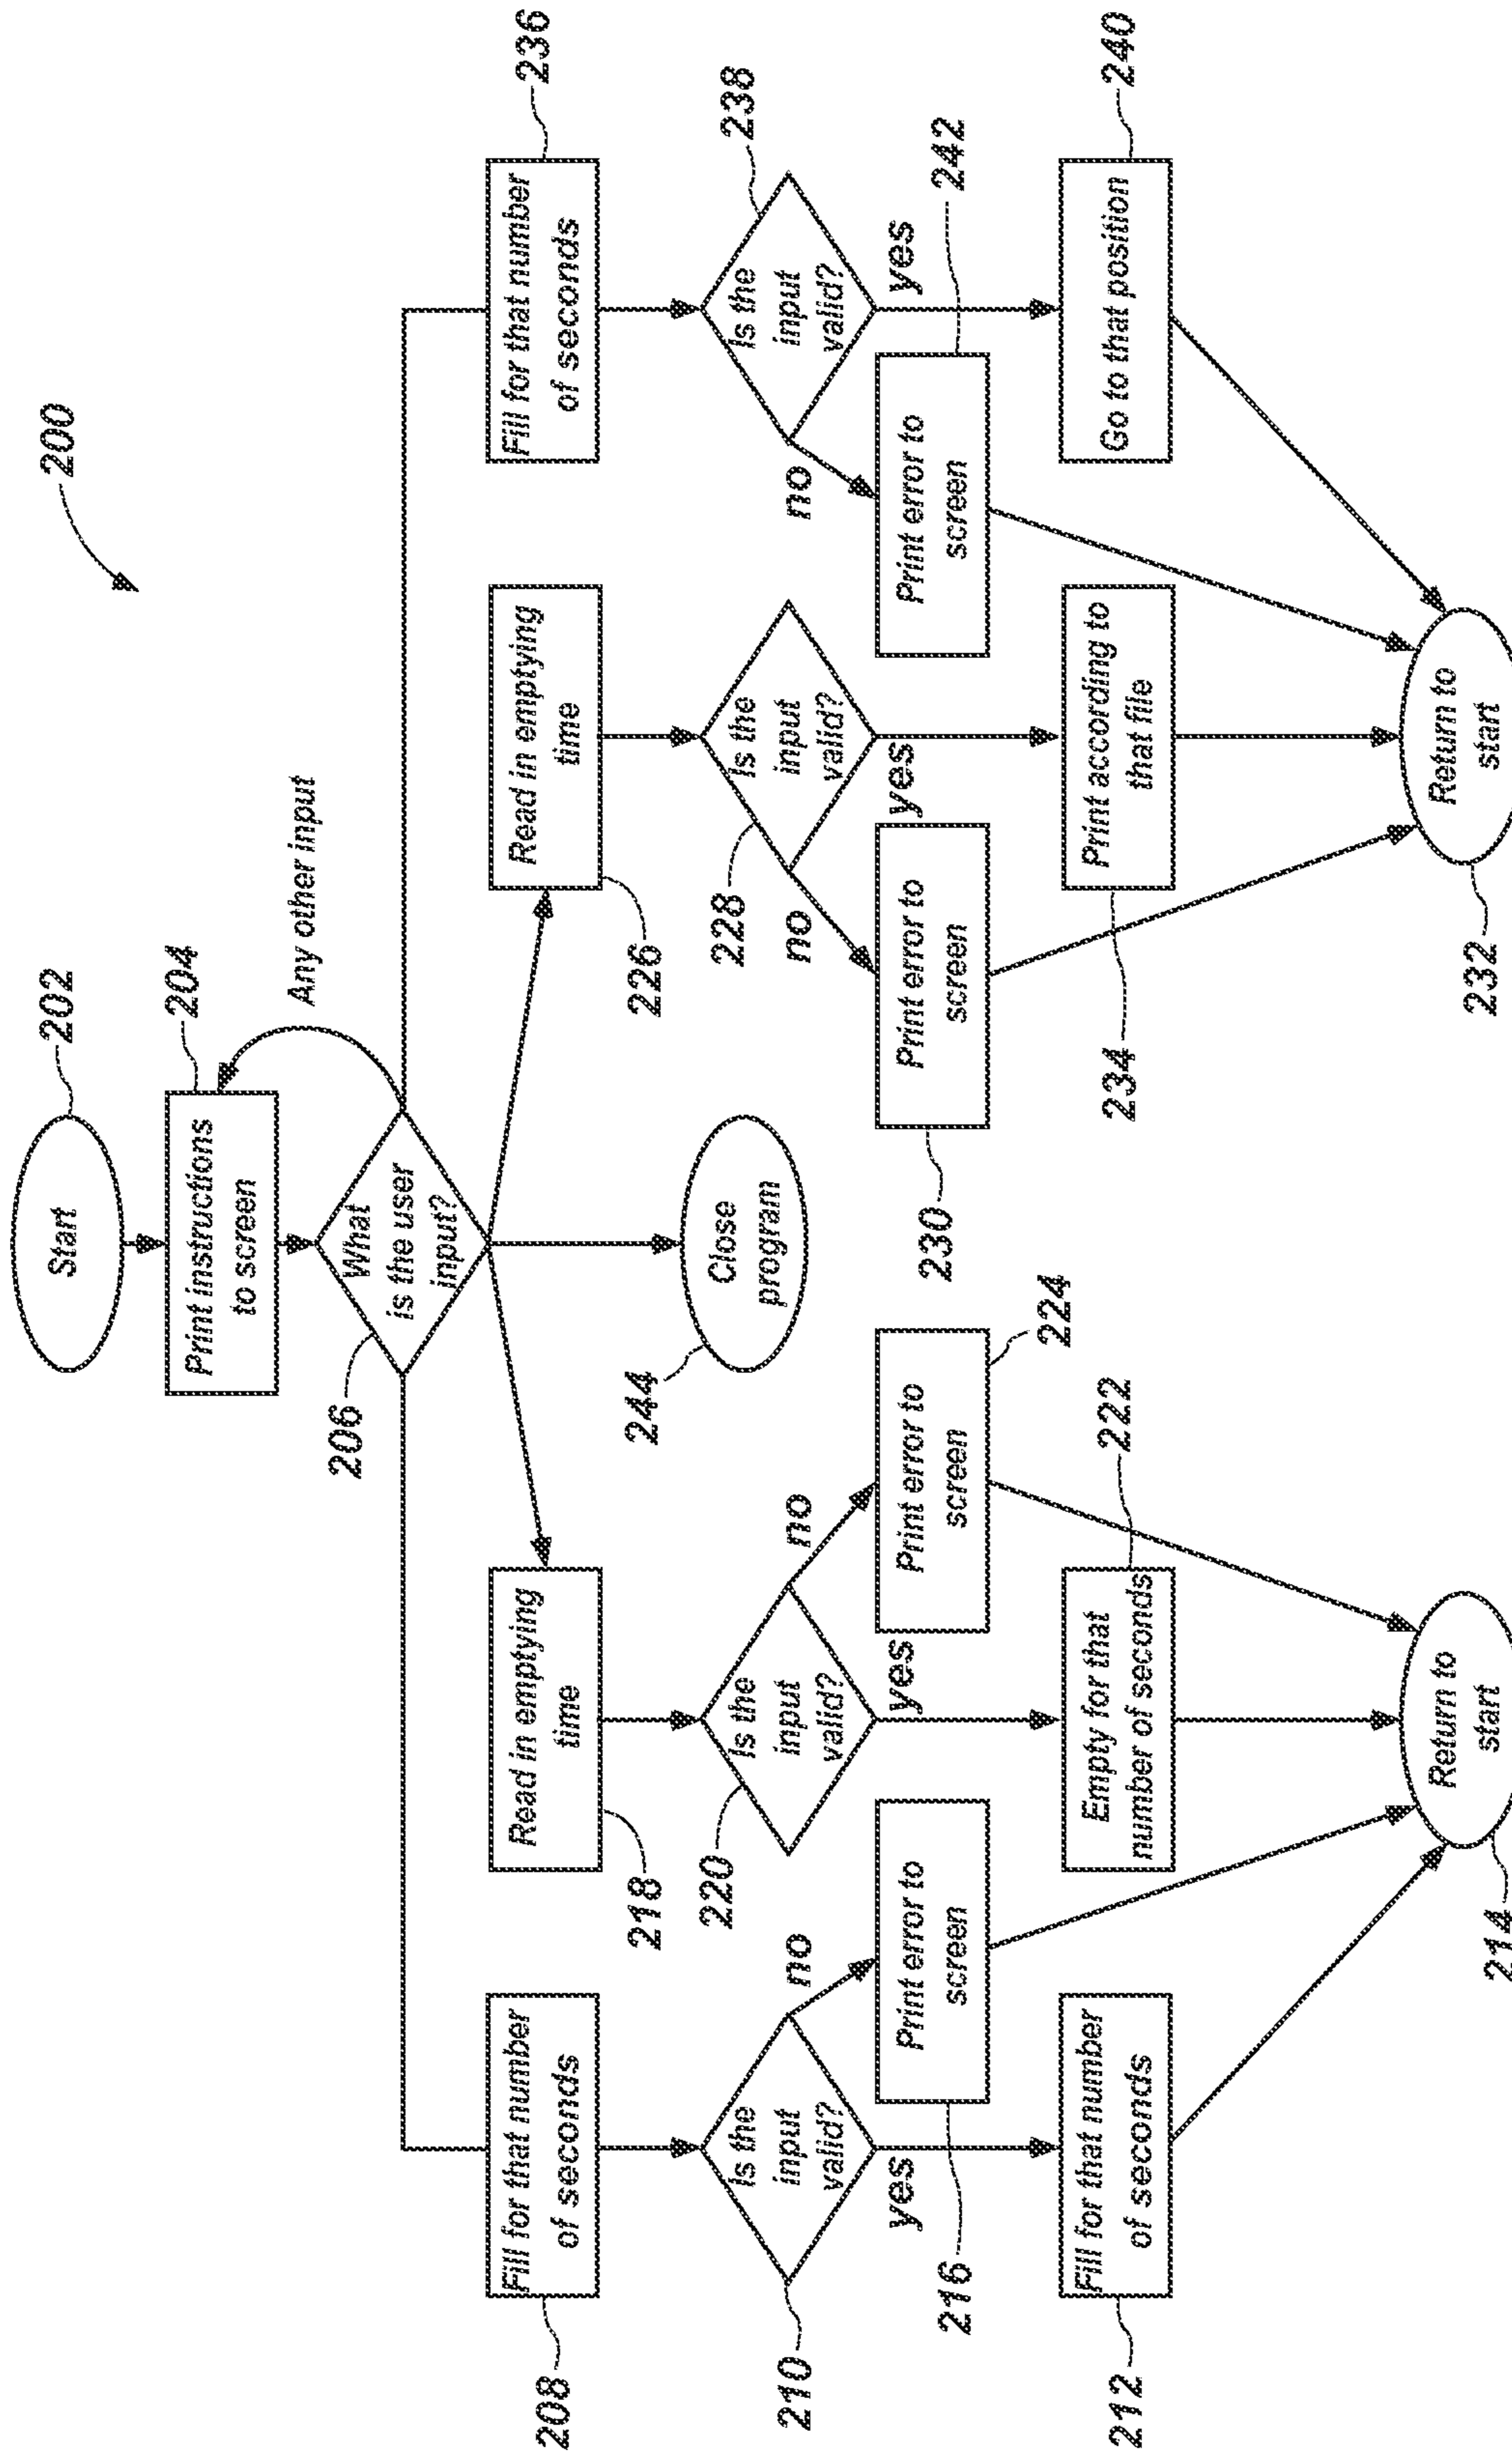 200
Start
202
Print instructions
to screen
204
Any other input
What
is the user
input?
206
Fill for that number
of seconds
208
Read in emptying
time
218
Read in emptying
time
226
Fill for that number
of seconds
236
Close
program
244
Is the
input
valid?
210
no
yes
Is the
input
valid?
220
no
yes
Is the
input
valid?
228
no
yes
Is the
input
valid?
238
no
yes
Print error to
screen
216
Print error to
screen
224
Print error to
screen
230
Print error to
screen
242
Fill for that number
of seconds
212
Empty for that
number of seconds
222
Print according to
that file
234
Go to that position
240
Return to
start
214
Return to
start
232